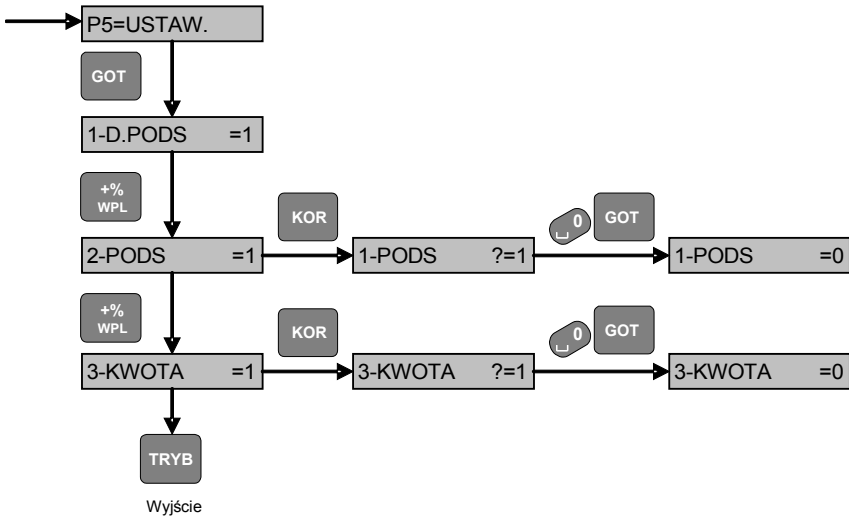 P5=USTAW.
GOT
1-D.PODS =1
+%
WPL
KOR
␣ 0 GOT
2-PODS =1 1-PODS ?=1 1-PODS =0
+%
WPL
KOR
␣ 0 GOT
3-KWOTA =1 3-KWOTA ?=1 3-KWOTA =0
TRYB
Wyjście